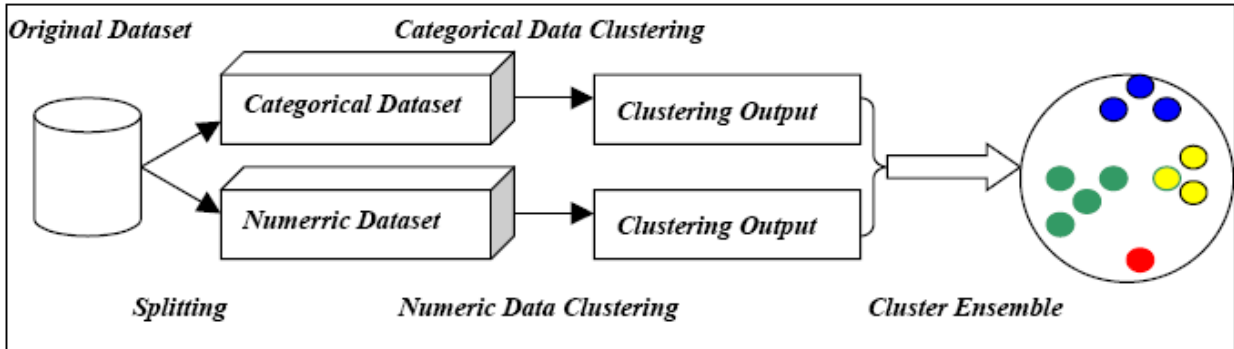 Original Dataset
Categorical Data Clustering
Categorical Dataset
Clustering Output
Numerric Dataset
Clustering Output
Splitting
Numeric Data Clustering
Cluster Ensemble